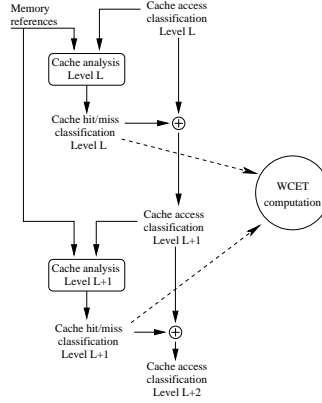 Memory
references
Cache access
classification
Level L
Cache analysis
Level L
Cache hit/miss
classification
Level L
WCET
computation
Cache access
classification
Level L+1
Cache analysis
Level L+1
Cache hit/miss
classification
Level L+1
Cache access
classification
Level L+2